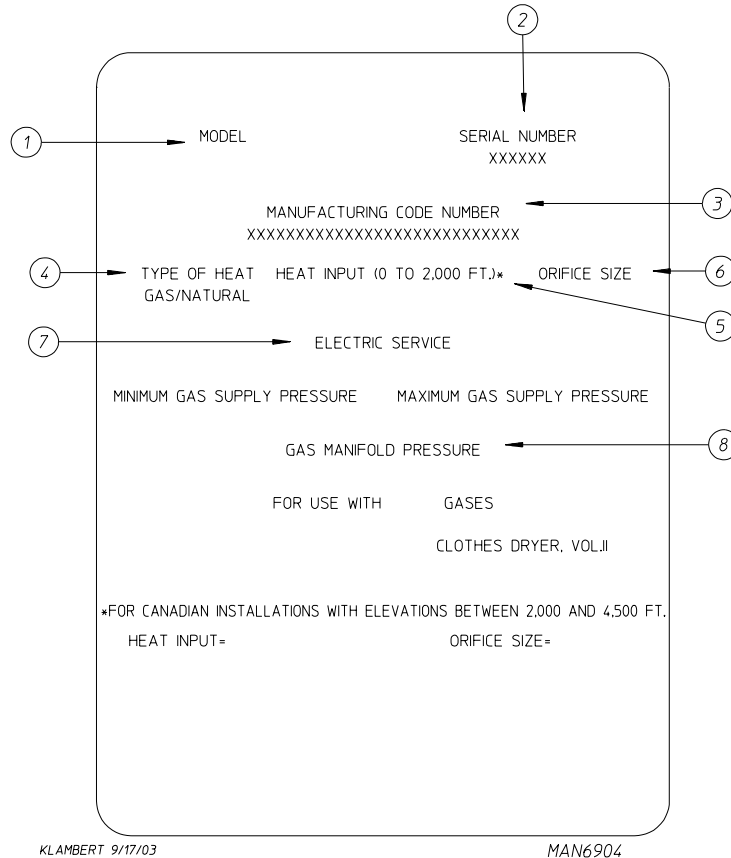 2
1
MODEL
SERIAL NUMBER
XXXXXX
3
MANUFACTURING CODE NUMBER
XXXXXXXXXXXXXXXXXXXXXXXXXXXX
4
TYPE OF HEAT HEAT INPUT (0 TO 2,000 FT.)* ORIFICE SIZE
6
GAS/NATURAL
5
7
ELECTRIC SERVICE
MINIMUM GAS SUPPLY PRESSURE MAXIMUM GAS SUPPLY PRESSURE
GAS MANIFOLD PRESSURE
8
FOR USE WITH GASES
CLOTHES DRYER, VOL.II
*FOR CANADIAN INSTALLATIONS WITH ELEVATIONS BETWEEN 2,000 AND 4,500 FT.
HEAT INPUT= ORIFICE SIZE=
KLAMBERT 9/17/03 MAN6904